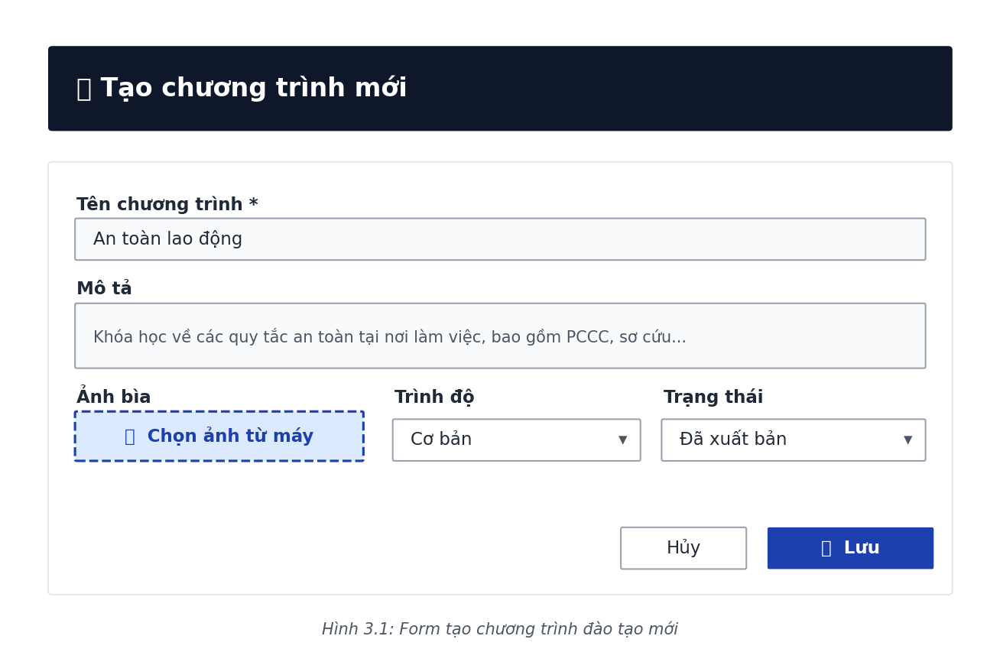 Tạo chương trình mới
Tên chương trình *
An toàn lao động
Mô tả
Khóa học về các quy tắc an toàn tại nơi làm việc, bao gồm PCCC, sơ cứu...
Ảnh bìa
Trình độ
Trạng thái
Chọn ảnh từ máy
Cơ bản ▼
Đã xuất bản ▼
Hủy
Lưu
Hình 3.1: Form tạo chương trình đào tạo mới